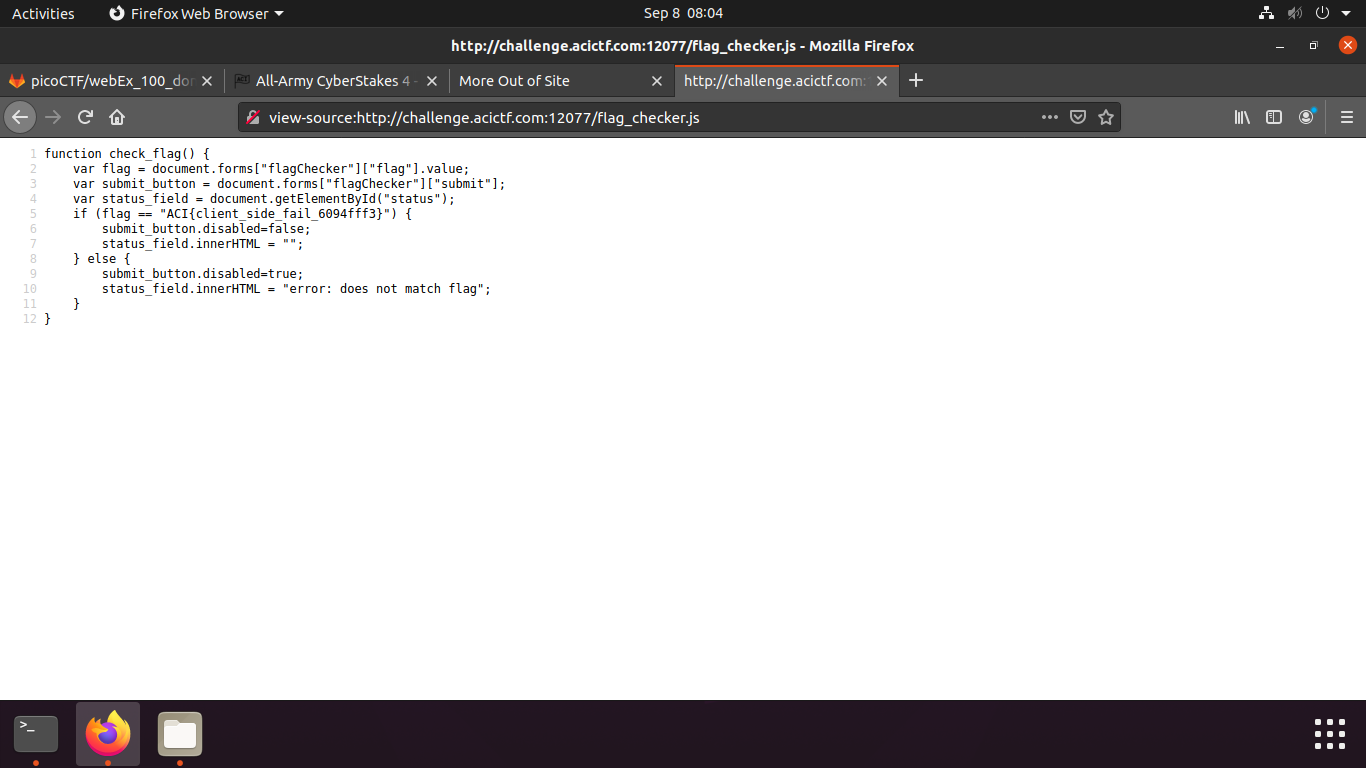 Activities Firefox Web Browser Sep 8 08:04
http://challenge.acictf.com:12077/flag_checker.js - Mozilla Firefox
picoCTF/webEx_100_dor All-Army CyberStakes 4 - More Out of Site http://challenge.acictf.com:
view-source:http://challenge.acictf.com:12077/flag_checker.js
1 function check_flag() {
2     var flag = document.forms["flagChecker"]["flag"].value;
3     var submit_button = document.forms["flagChecker"]["submit"];
4     var status_field = document.getElementById("status");
5     if (flag == "ACI{client_side_fail_6094fff3}") {
6         submit_button.disabled=false;
7         status_field.innerHTML = "";
8     } else {
9         submit_button.disabled=true;
10         status_field.innerHTML = "error: does not match flag";
11     }
12 }
>_